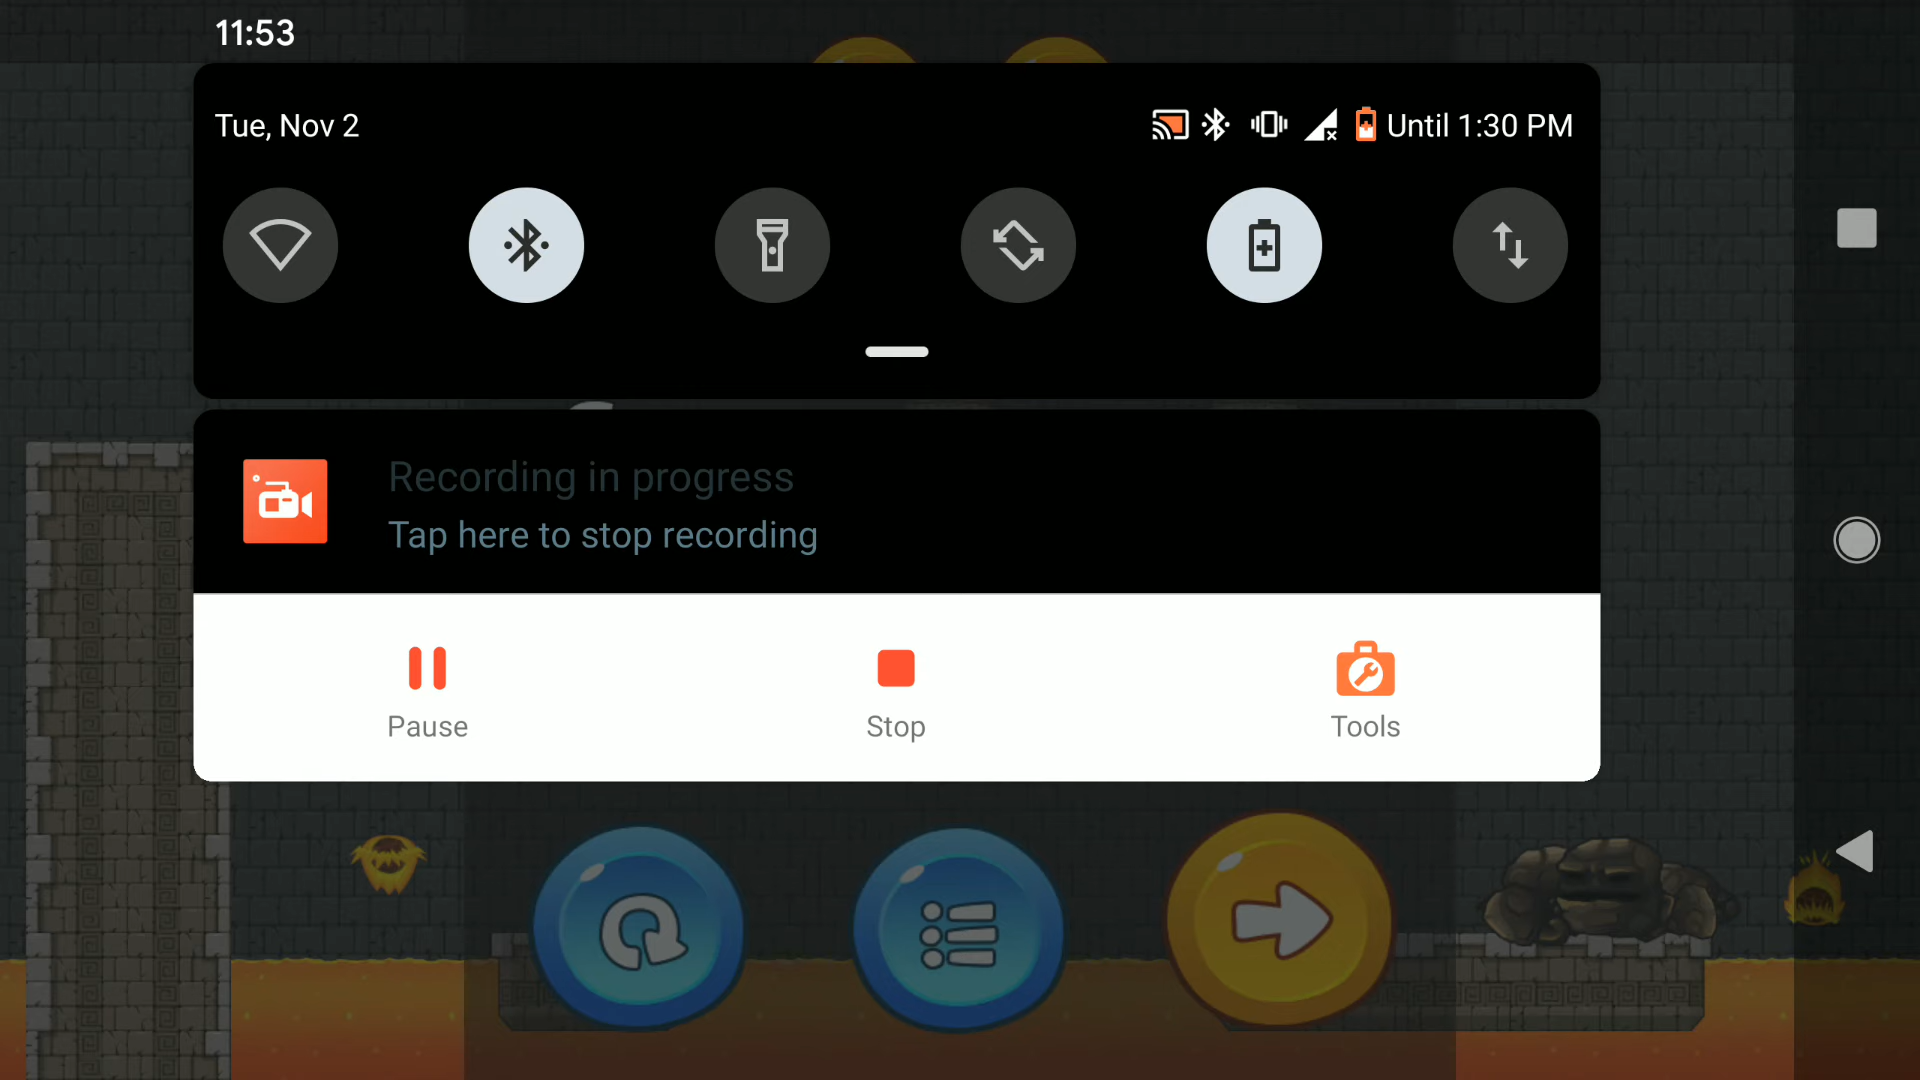 11:53
Tue, Nov 2
Until 1:30 PM
Recording in progress
Tap here to stop recording
Pause
Stop
Tools